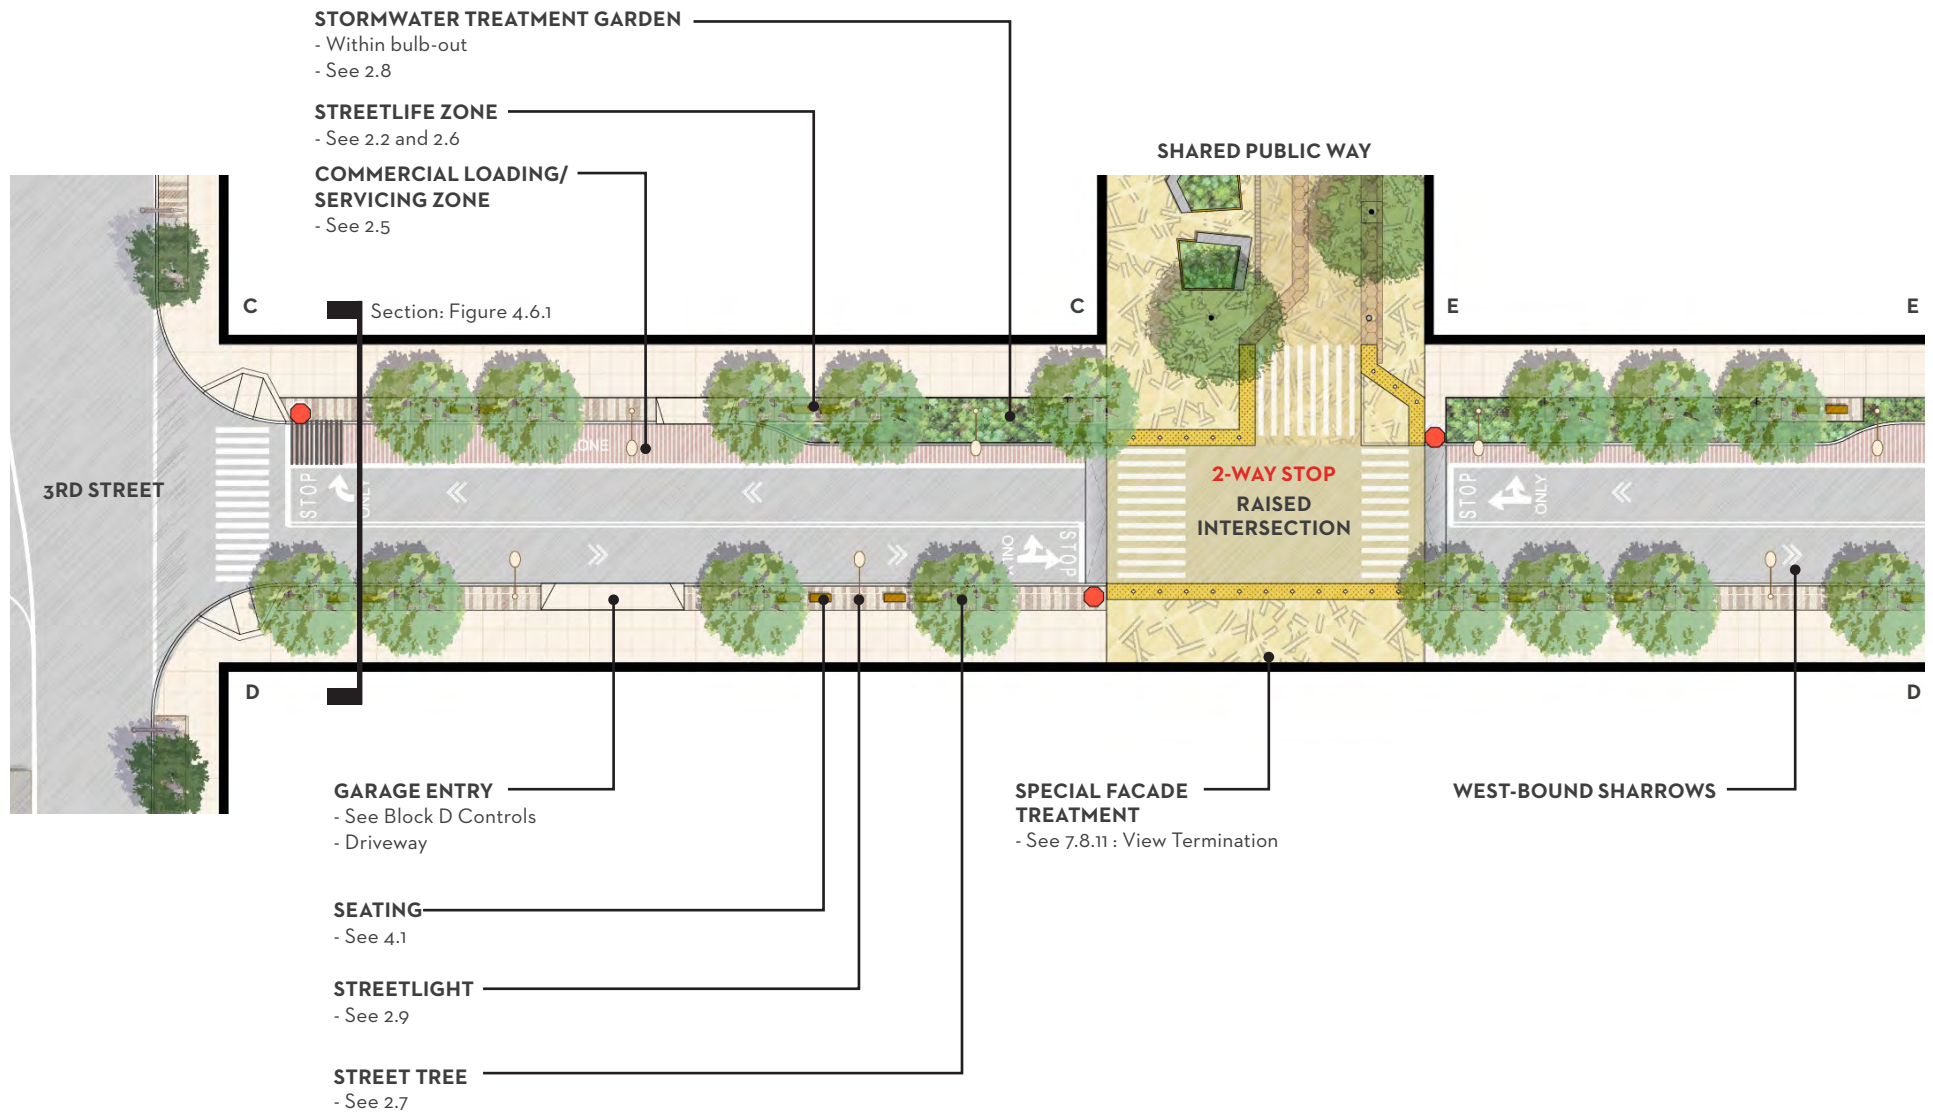 STORMWATER TREATMENT GARDEN
- Within bulb-out
- See 2.8
STREETLIFE ZONE
- See 2.2 and 2.6
COMMERCIAL LOADING/
SERVICING ZONE
- See 2.5
SHARED PUBLIC WAY
C
Section: Figure 4.6.1
C
E
E
3RD STREET
STOP
ONLY
2-WAY STOP
RAISED
INTERSECTION
STOP
ONLY
ONLY
STOP
D
D
GARAGE ENTRY
- See Block D Controls
- Driveway
SPECIAL FACADE
TREATMENT
- See 7.8.11 : View Termination
WEST-BOUND SHARROWS
SEATING
- See 4.1
STREETLIGHT
- See 2.9
STREET TREE
- See 2.7